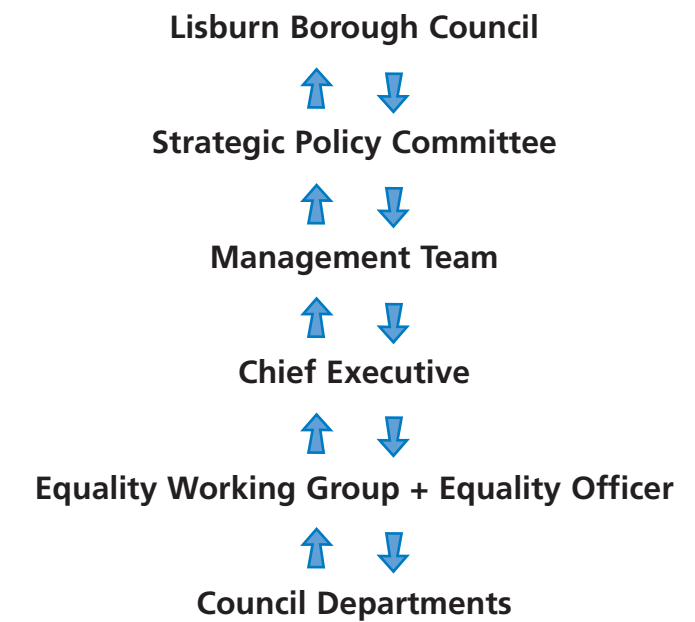 Lisburn Borough Council
Strategic Policy Committee
Management Team
Chief Executive
Equality Working Group + Equality Officer
Council Departments